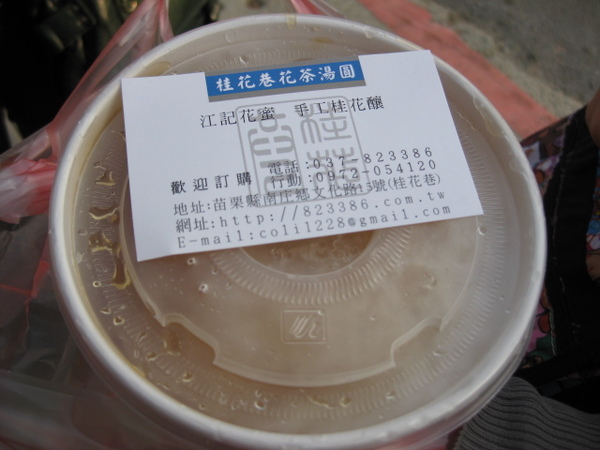 桂花巷花茶湯圓
江記花蜜 手工桂花釀
歡迎訂購 電話:037-823386
行動:0972-054120
地址:苗栗縣南庄鄉文化路15號(桂花巷)
網址:http://823386.com.tw
E-mail:coli1228@gmail.com